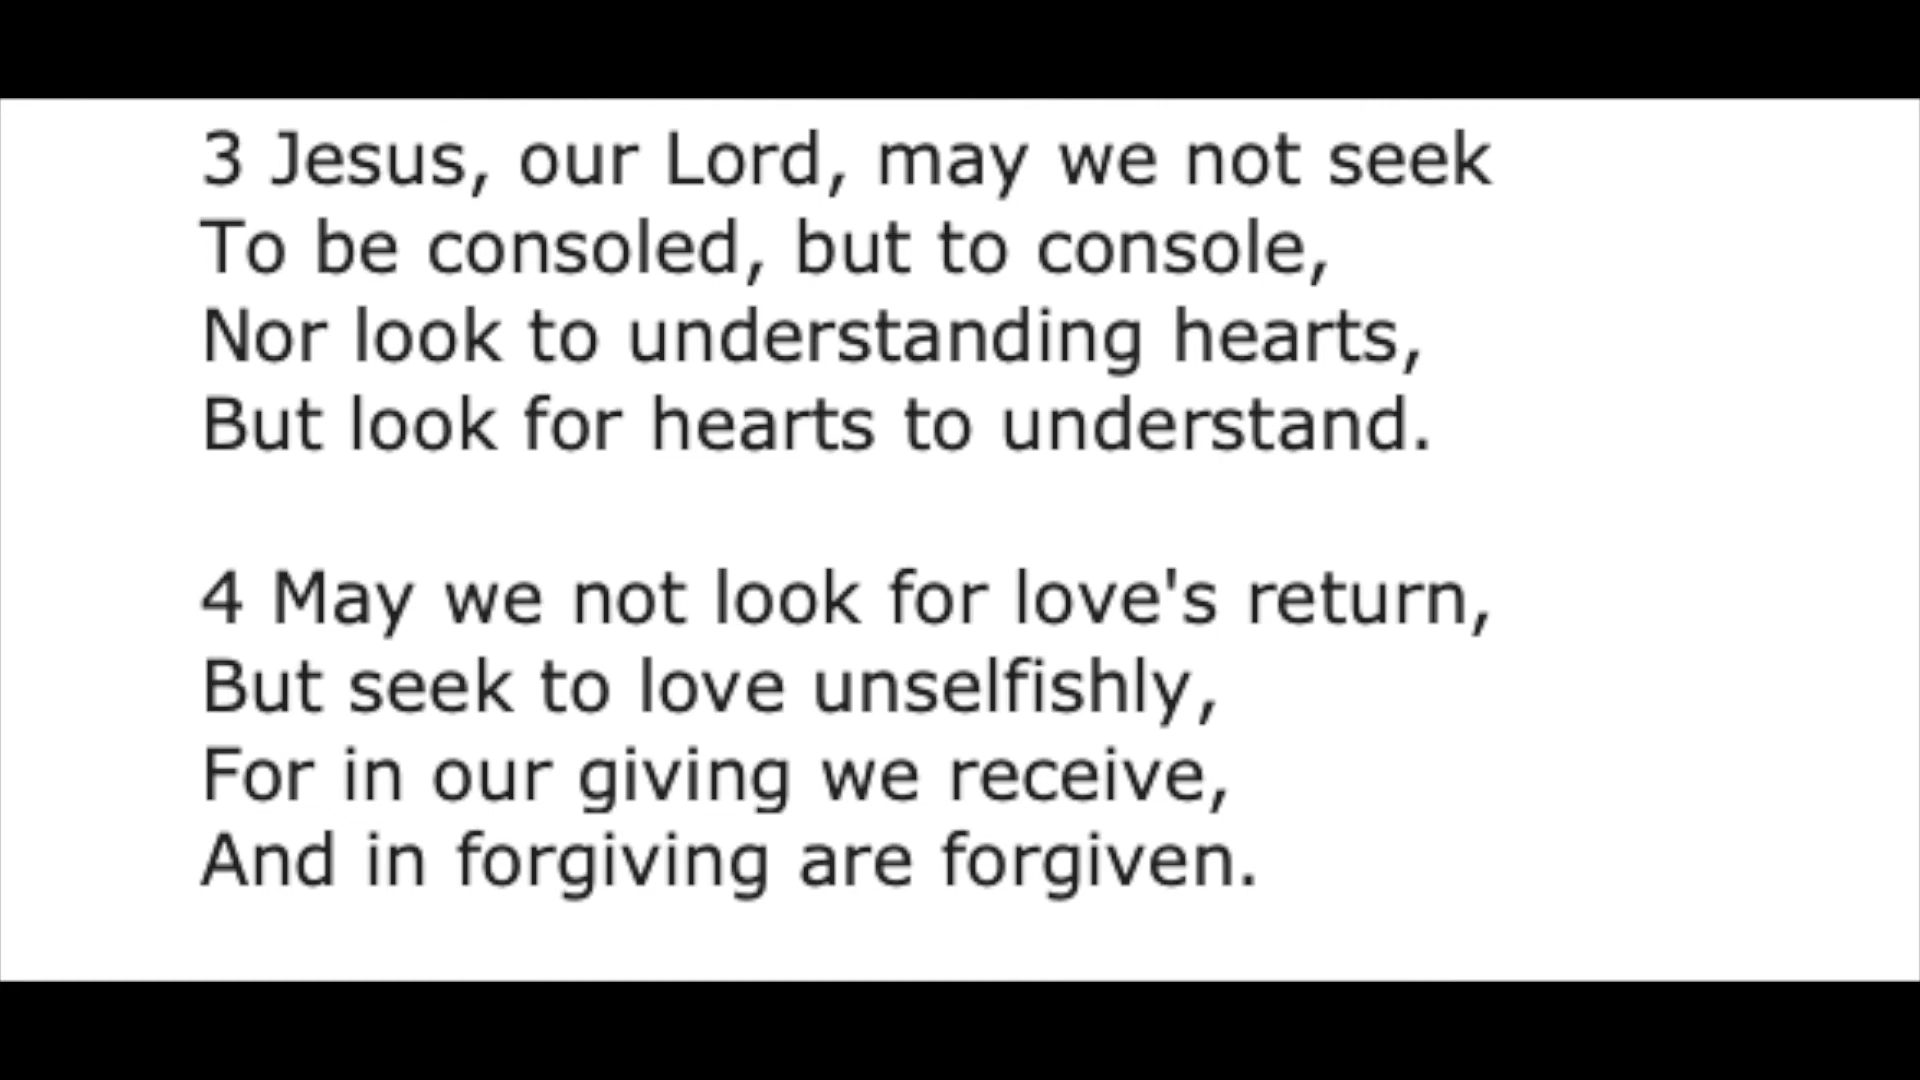 3 Jesus, our Lord, may we not seek
To be consoled, but to console,
Nor look to understanding hearts,
But look for hearts to understand.
4 May we not look for love's return,
But seek to love unselfishly,
For in our giving we receive,
And in forgiving are forgiven.